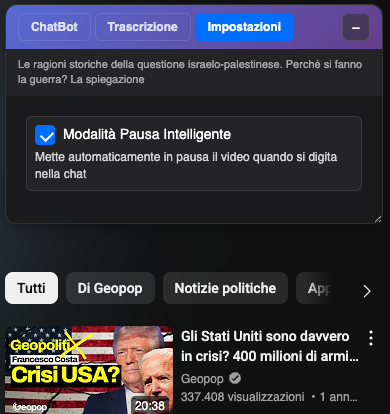 ChatBot
Trascrizione
Impostazioni
–
Le ragioni storiche della questione israelo-palestinese. Perché si fanno
la guerra? La spiegazione
Modalità Pausa Intelligente
Mette automaticamente in pausa il video quando si digita
nella chat
Tutti
Di Geopop
Notizie politiche
App
GeopolitiX
Francesco Costa
Crisi USA?
geopop
20:38
Gli Stati Uniti sono davvero
in crisi? 400 milioni di armi...
Geopop
337.408 visualizzazioni • 1 ann...